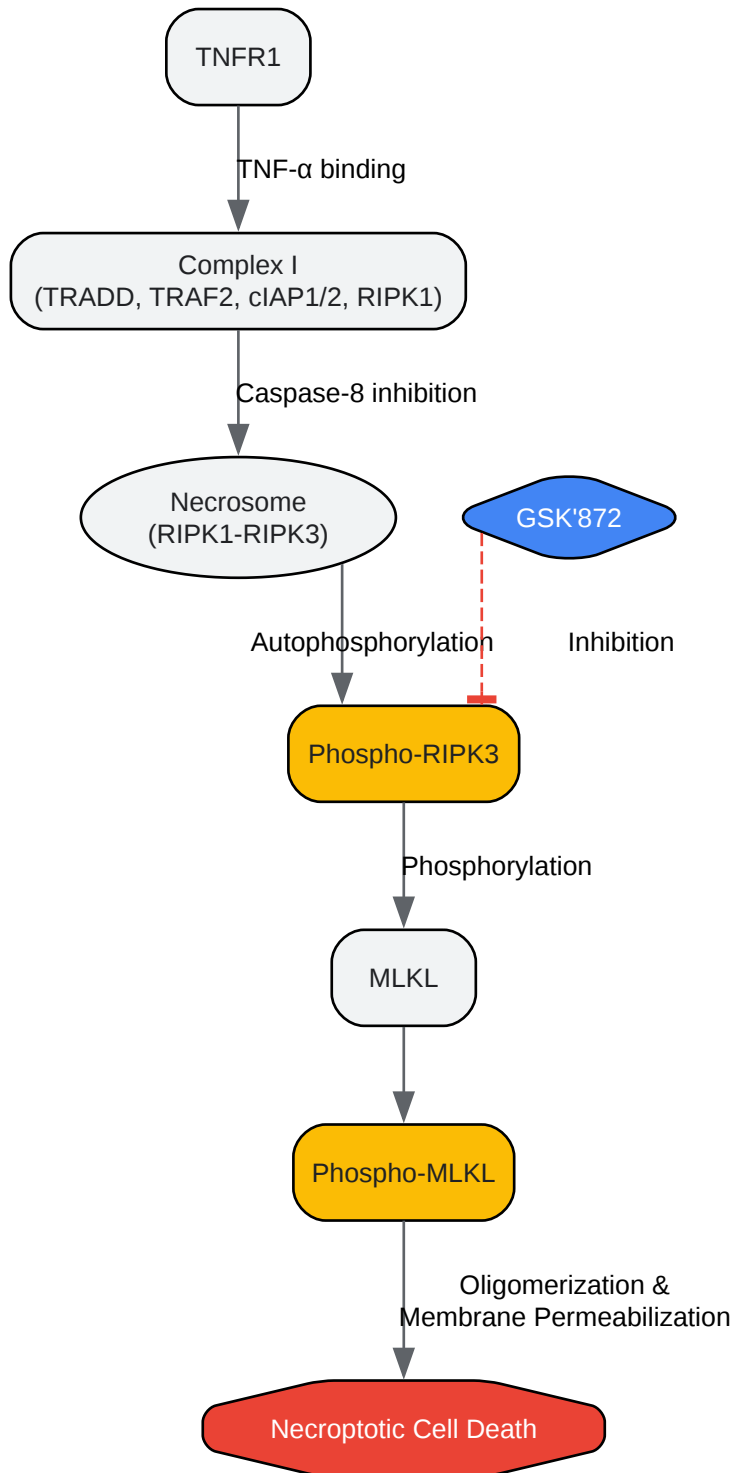 TNFR1
TNF-α binding
Complex I
(TRADD, TRAF2, cIAP1/2, RIPK1)
Caspase-8 inhibition
Necrosome
(RIPK1-RIPK3)
GSK'872
Autophosphorylation
Inhibition
Phospho-RIPK3
Phosphorylation
MLKL
Phospho-MLKL
Oligomerization &
Membrane Permeabilization
Necroptotic Cell Death